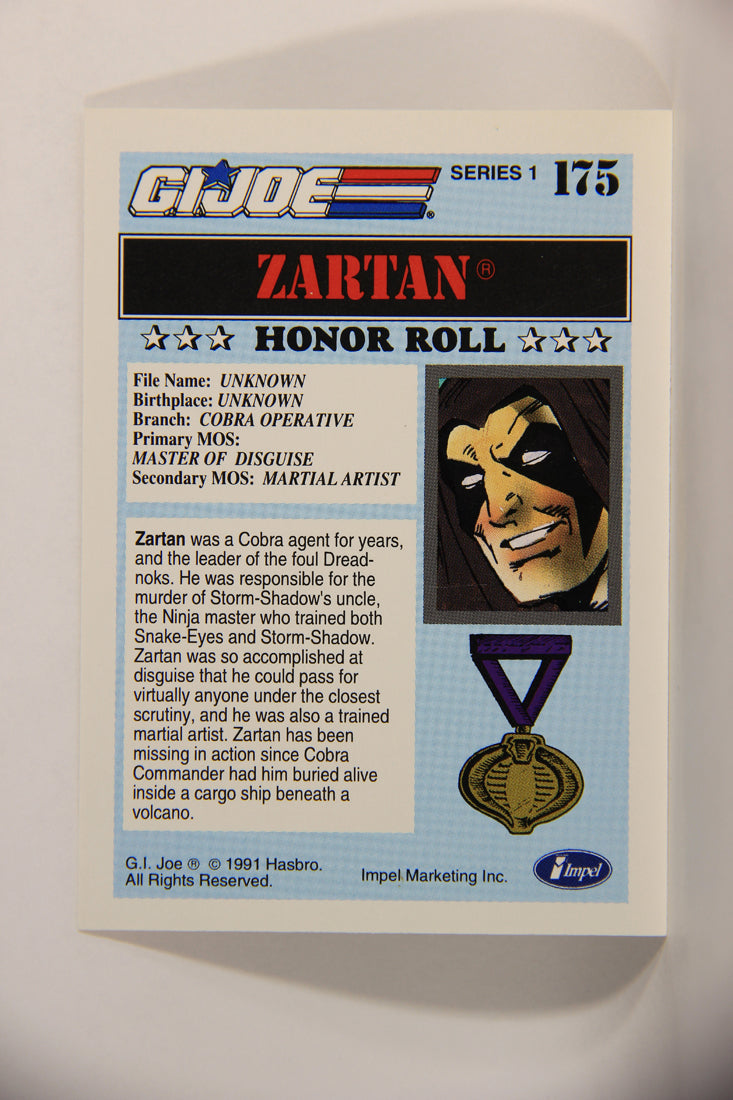 GI JOE ®
SERIES 1 175
ZARTAN ®
HONOR ROLL
File Name: UNKNOWN
Birthplace: UNKNOWN
Branch: COBRA OPERATIVE
Primary MOS:
MASTER OF DISGUISE
Secondary MOS: MARTIAL ARTIST
Zartan was a Cobra agent for years,
and the leader of the foul Dread-
noks. He was responsible for the
murder of Storm-Shadow's uncle,
the Ninja master who trained both
Snake-Eyes and Storm-Shadow.
Zartan was so accomplished at
disguise that he could pass for
virtually anyone under the closest
scrutiny, and he was also a trained
martial artist. Zartan has been
missing in action since Cobra
Commander had him buried alive
inside a cargo ship beneath a
volcano.
G.I. Joe ® © 1991 Hasbro.
All Rights Reserved.
Impel Marketing Inc.
Impel